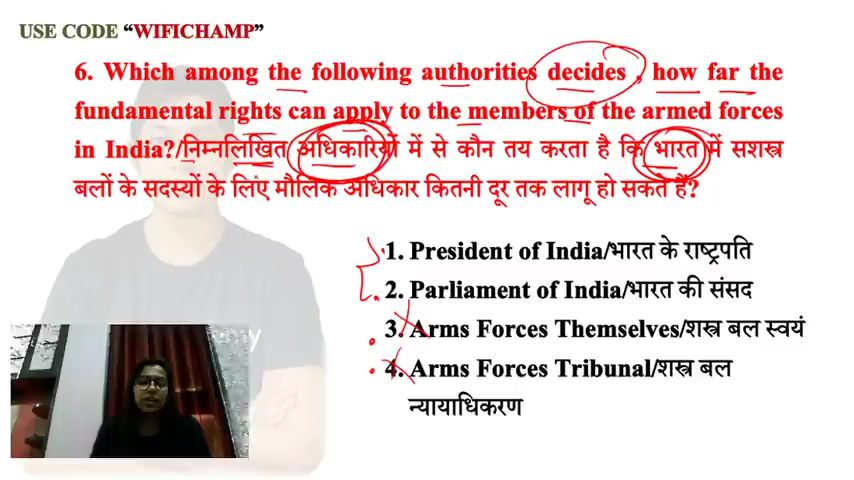 USE CODE “WIFICHAMP”
6. Which among the following authorities decides , how far the
fundamental rights can apply to the members of the armed forces
in India?/निम्नलिखित अधिकारियों में से कौन तय करता है कि भारत में सशस्त्र
बलों के सदस्यों के लिए मौलिक अधिकार कितनी दूर तक लागू हो सकते हैं?
1. President of India/भारत के राष्ट्रपति
2. Parliament of India/भारत की संसद
3. Arms Forces Themselves/शस्त्र बल स्वयं
4. Arms Forces Tribunal/शस्त्र बल
न्यायाधिकरण